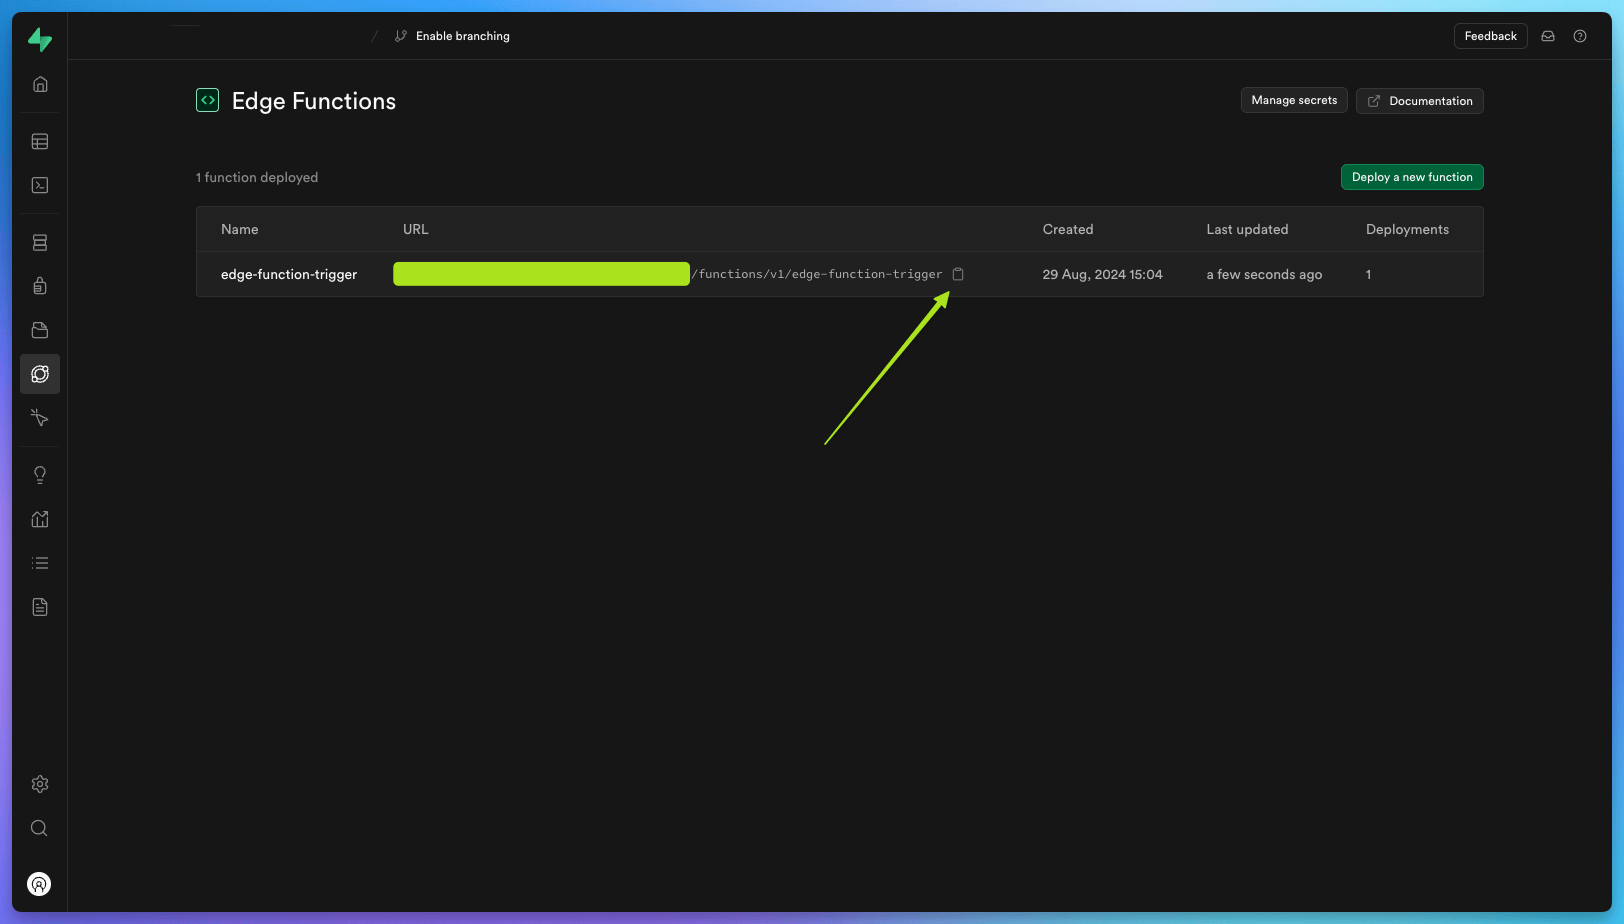 Enable branching
Feedback
Edge Functions
Manage secrets
Documentation
1 function deployed
Deploy a new function
Name URL Created Last updated Deployments
edge-function-trigger /functions/v1/edge-function-trigger 29 Aug, 2024 15:04 a few seconds ago 1